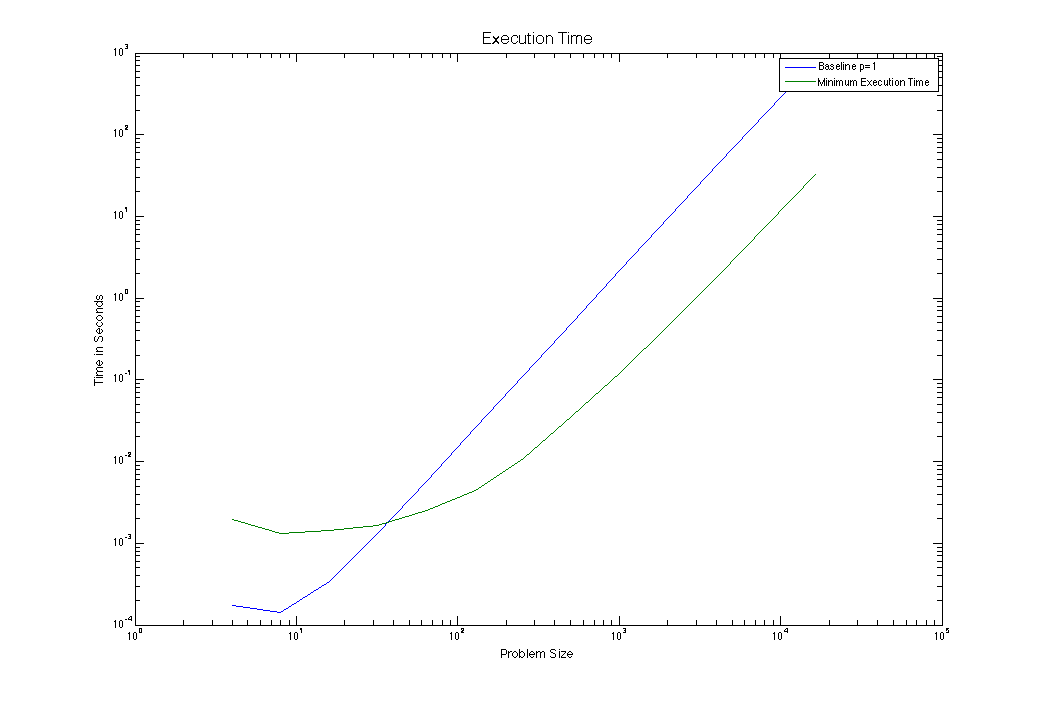 Execution Time
Baseline p=1
Minimum Execution Time
10^3
10^2
10^1
10^0
10^-1
10^-2
10^-3
10^-4
Time in Seconds
10^0
10^1
10^2
10^3
10^4
10^5
Problem Size